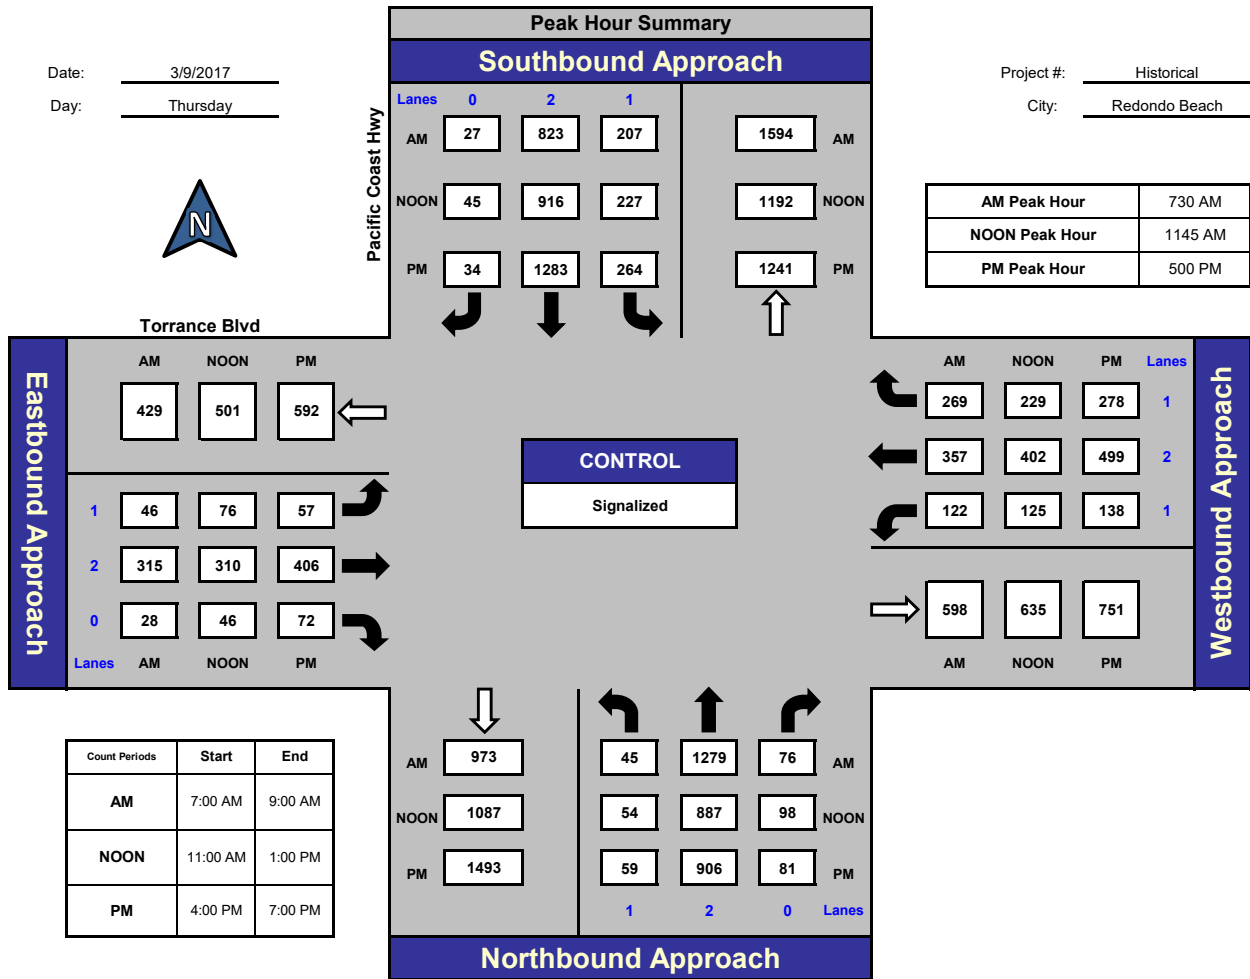 Peak Hour Summary
Southbound Approach
Date: 3/9/2017
Day: Thursday
Project #: Historical
City: Redondo Beach
Pacific Coast Hwy
Lanes 0 2 1
AM 27 823 207 1594 AM
NOON 45 916 227 1192 NOON
PM 34 1283 264 1241 PM
N
AM Peak Hour 730 AM
NOON Peak Hour 1145 AM
PM Peak Hour 500 PM
Torrance Blvd
Eastbound Approach
AM NOON PM
429 501 592
1 46 76 57
2 315 310 406
0 28 46 72
Lanes AM NOON PM
CONTROL
Signalized
AM NOON PM Lanes
269 229 278 1
357 402 499 2
122 125 138 1
598 635 751
AM NOON PM
Westbound Approach
Count Periods Start End
AM 7:00 AM 9:00 AM
NOON 11:00 AM 1:00 PM
PM 4:00 PM 7:00 PM
AM 973 45 1279 76 AM
NOON 1087 54 887 98 NOON
PM 1493 59 906 81 PM
1 2 0 Lanes
Northbound Approach